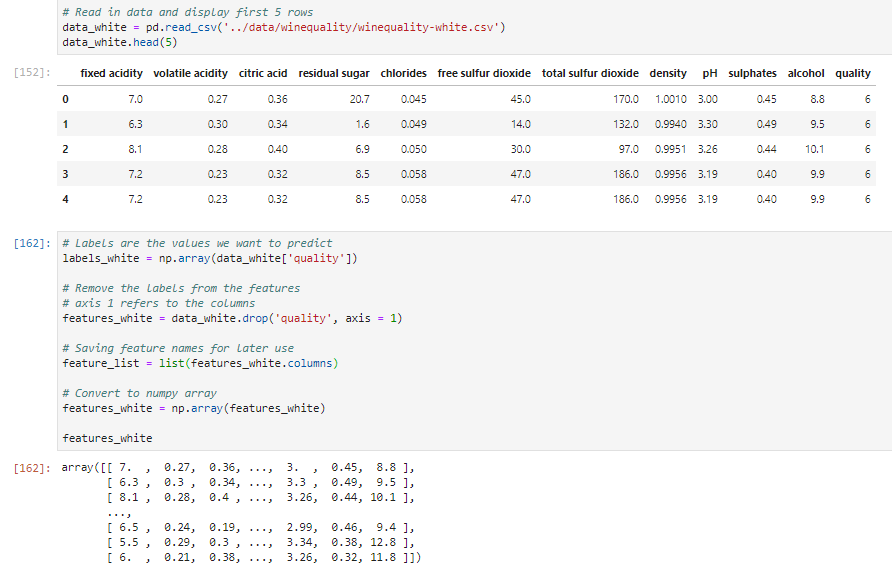 # Read in data and display first 5 rows
data_white = pd.read_csv('../data/winequality/winequality-white.csv')
data_white.head(5)
[152]:
fixed acidity volatile acidity citric acid residual sugar chlorides free sulfur dioxide total sulfur dioxide density pH sulphates alcohol quality
0 7.0 0.27 0.36 20.7 0.045 45.0 170.0 1.0010 3.00 0.45 8.8 6
1 6.3 0.30 0.34 1.6 0.049 14.0 132.0 0.9940 3.30 0.49 9.5 6
2 8.1 0.28 0.40 6.9 0.050 30.0 97.0 0.9951 3.26 0.44 10.1 6
3 7.2 0.23 0.32 8.5 0.058 47.0 186.0 0.9956 3.19 0.40 9.9 6
4 7.2 0.23 0.32 8.5 0.058 47.0 186.0 0.9956 3.19 0.40 9.9 6
[162]: # Labels are the values we want to predict
labels_white = np.array(data_white['quality'])
# Remove the labels from the features
# axis 1 refers to the columns
features_white = data_white.drop('quality', axis = 1)
# Saving feature names for later use
feature_list = list(features_white.columns)
# Convert to numpy array
features_white = np.array(features_white)
features_white
[162]: array([[ 7.  ,  0.27,  0.36, ...,  3.  ,  0.45,  8.8 ],
[ 6.3 ,  0.3 ,  0.34, ...,  3.3 ,  0.49,  9.5 ],
[ 8.1 ,  0.28,  0.4 , ...,  3.26,  0.44, 10.1 ],
...,
[ 6.5 ,  0.24,  0.19, ...,  2.99,  0.46,  9.4 ],
[ 5.5 ,  0.29,  0.3 , ...,  3.34,  0.38, 12.8 ],
[ 6.  ,  0.21,  0.38, ...,  3.26,  0.32, 11.8 ]])